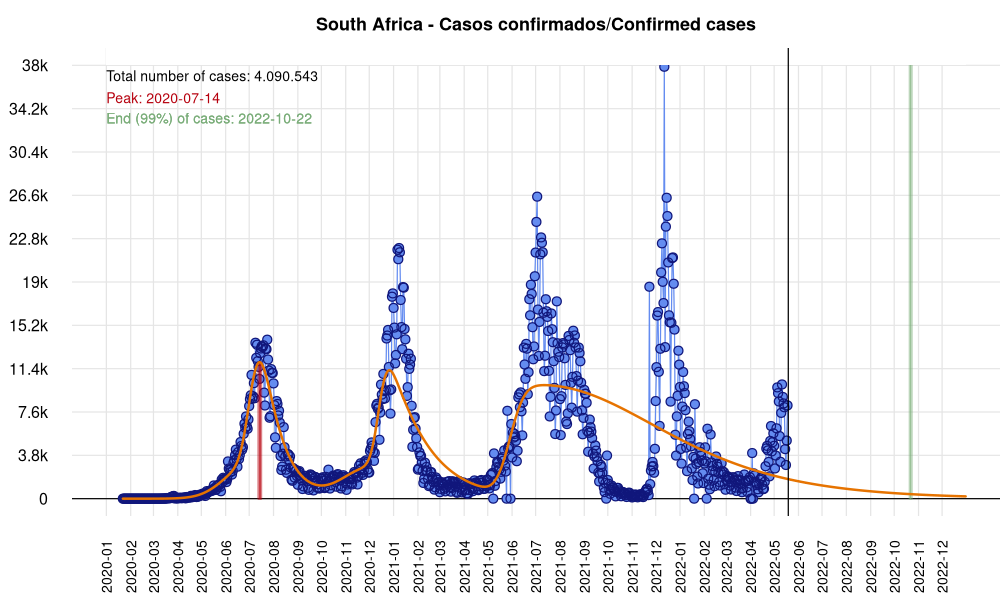 South Africa - Casos confirmados/Confirmed cases
Total number of cases: 4.090.543
Peak: 2020-07-14
End (99%) of cases: 2022-10-22
38k
34.2k
30.4k
26.6k
22.8k
19k
15.2k
11.4k
7.6k
3.8k
0
2020-01
2020-02
2020-03
2020-04
2020-05
2020-06
2020-07
2020-08
2020-09
2020-10
2020-11
2020-12
2021-01
2021-02
2021-03
2021-04
2021-05
2021-06
2021-07
2021-08
2021-09
2021-10
2021-11
2021-12
2022-01
2022-02
2022-03
2022-04
2022-05
2022-06
2022-07
2022-08
2022-09
2022-10
2022-11
2022-12